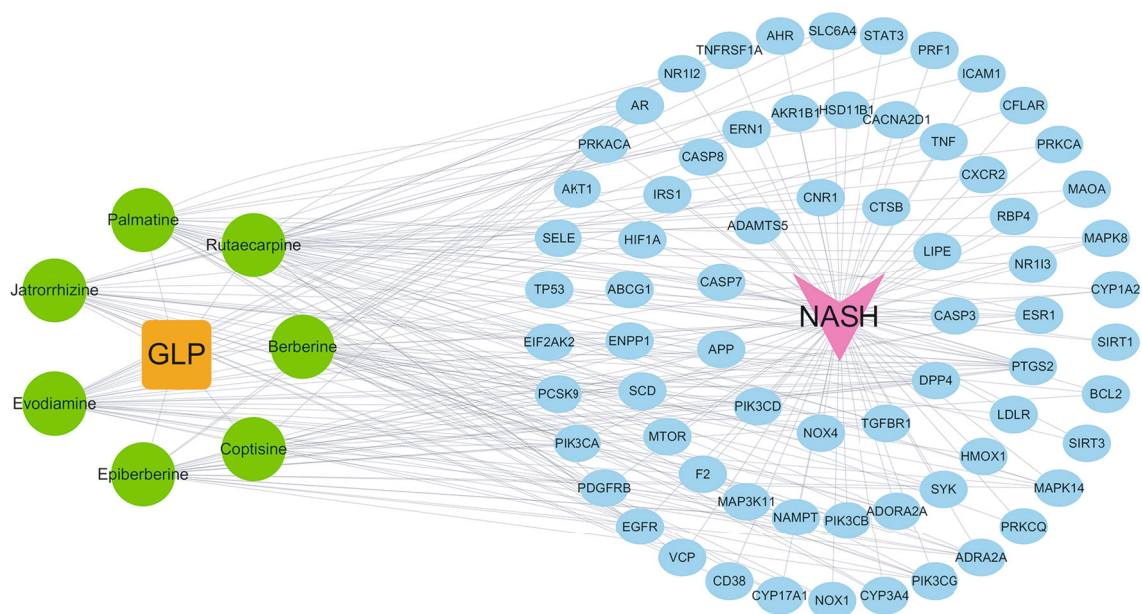 SLC6A4
STAT3
AHR
TNFRSF1A
PRF1
NR1I2
ICAM1
AR
AKR1B1
HSD11B1
CACNA2D1
CFLAR
ERN1
TNF
PRKACA
PRKCA
CASP8
CXCR2
AKT1
IRS1
CNR1
CTSB
MAOA
RBP4
Palmatine
Rutaecarpine
SELE
HIF1A
ADAMTS5
LIPE
MAPK8
NR1I3
Jatrorrhizine
TP53
ABCG1
CASP7
CYP1A2
NASH
CASP3
ESR1
GLP
Berberine
EIF2AK2
ENPP1
APP
SIRT1
PTGS2
DPP4
Evodiamine
PCSK9
SCD
PIK3CD
BCL2
LDLR
Coptisine
PIK3CA
MTOR
NOX4
TGFBR1
SIRT3
Epiberberine
F2
HMOX1
PDGFRB
MAP3K11
SYK
MAPK14
EGFR
NAMPT
PIK3CB
ADORA2A
PRKCQ
VCP
ADRA2A
CD38
CYP17A1
NOX1
CYP3A4
PIK3CG